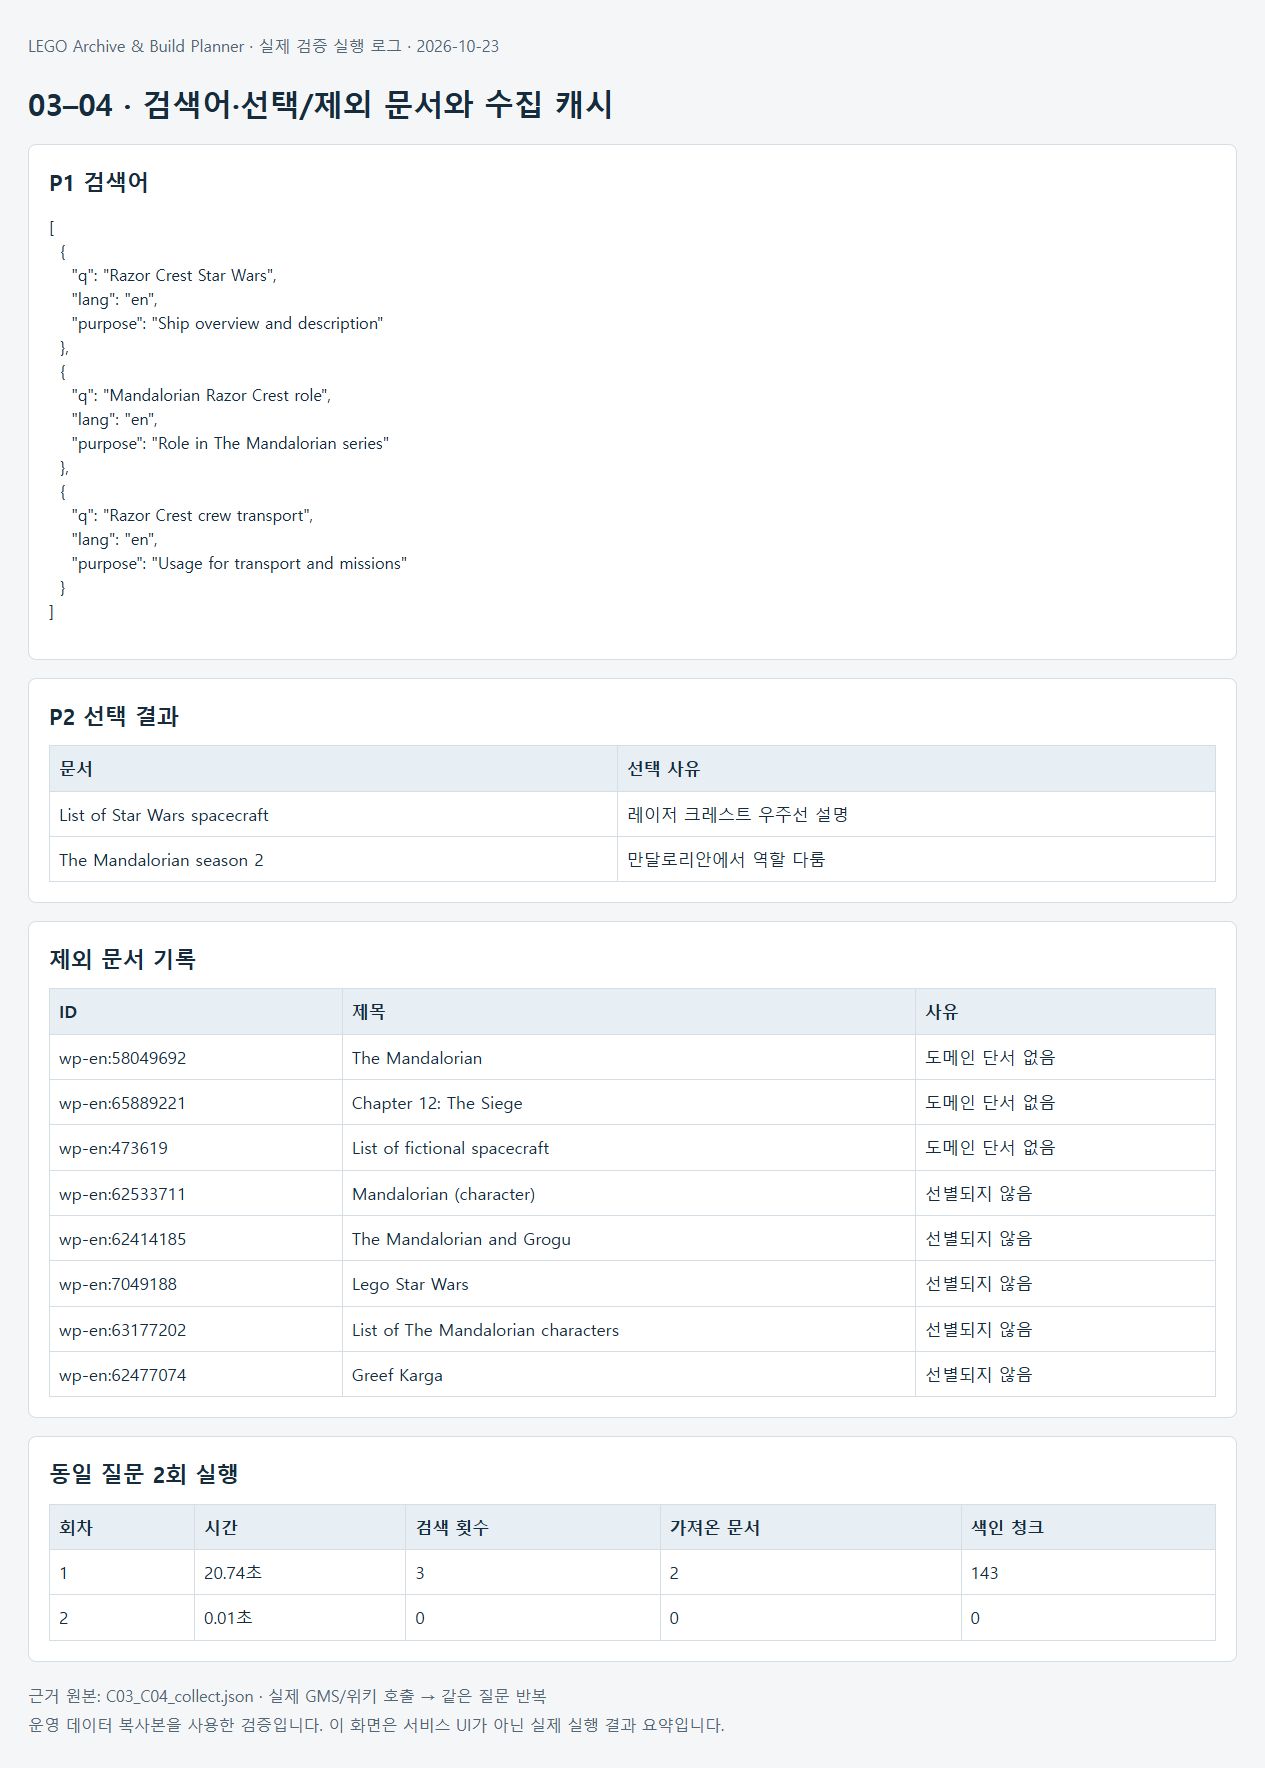 LEGO Archive & Build Planner · 실제 검증 실행 로그 · 2026-10-23
03–04 · 검색어·선택/제외 문서와 수집 캐시
P1 검색어
[
{
"q": "Razor Crest Star Wars",
"lang": "en",
"purpose": "Ship overview and description"
},
{
"q": "Mandalorian Razor Crest role",
"lang": "en",
"purpose": "Role in The Mandalorian series"
},
{
"q": "Razor Crest crew transport",
"lang": "en",
"purpose": "Usage for transport and missions"
}
]
P2 선택 결과
문서 선택 사유
List of Star Wars spacecraft 레이저 크레스트 우주선 설명
The Mandalorian season 2 만달로리안에서 역할 다룸
제외 문서 기록
ID 제목 사유
wp-en:58049692 The Mandalorian 도메인 단서 없음
wp-en:65889221 Chapter 12: The Siege 도메인 단서 없음
wp-en:473619 List of fictional spacecraft 도메인 단서 없음
wp-en:62533711 Mandalorian (character) 선별되지 않음
wp-en:62414185 The Mandalorian and Grogu 선별되지 않음
wp-en:7049188 Lego Star Wars 선별되지 않음
wp-en:63177202 List of The Mandalorian characters 선별되지 않음
wp-en:62477074 Greef Karga 선별되지 않음
동일 질문 2회 실행
회차 시간 검색 횟수 가져온 문서 색인 청크
1 20.74초 3 2 143
2 0.01초 0 0 0
근거 원본: C03_C04_collect.json · 실제 GMS/위키 호출 → 같은 질문 반복
운영 데이터 복사본을 사용한 검증입니다. 이 화면은 서비스 UI가 아닌 실제 실행 결과 요약입니다.